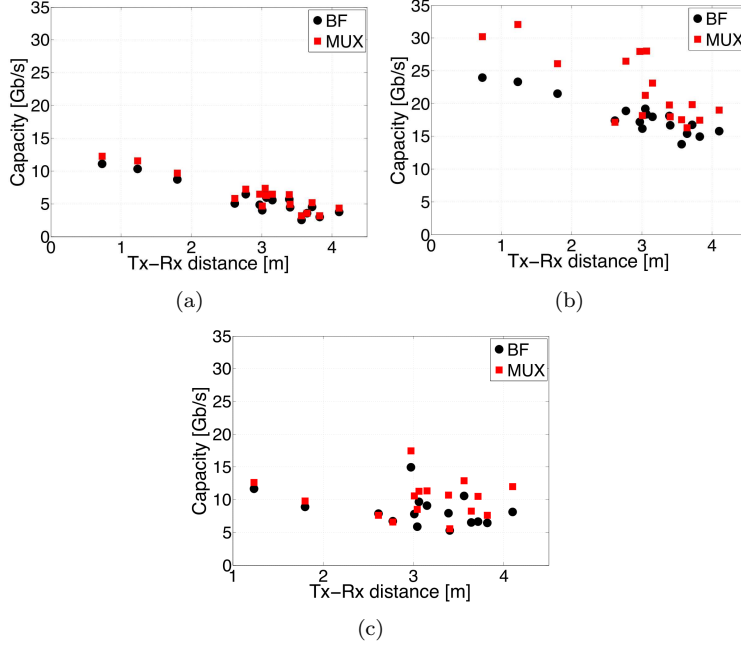 35
30
25
20
15
10
5
0
Capacity [Gb/s]
BF
MUX
0 1 2 3 4
Tx−Rx distance [m]
(a)
35
30
25
20
15
10
5
0
Capacity [Gb/s]
BF
MUX
0 1 2 3 4
Tx−Rx distance [m]
(b)
35
30
25
20
15
10
5
0
Capacity [Gb/s]
BF
MUX
1 2 3 4
Tx−Rx distance [m]
(c)